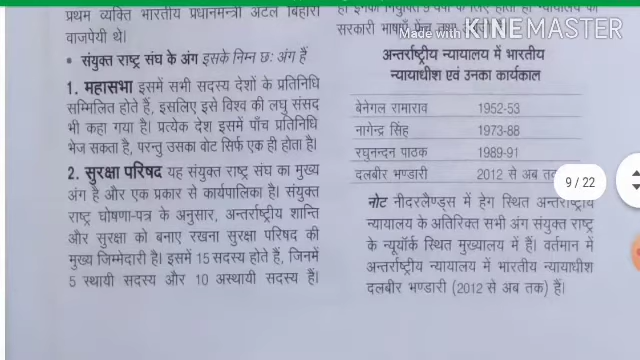 प्रथम व्यक्ति भारतीय प्रधानमन्त्री अटल बिहारी
वाजपेयी थे।
• संयुक्त राष्ट्र संघ के अंग इसके निम्न छः अंग हैं
1. महासभा इसमें सभी सदस्य देशों के प्रतिनिधि
सम्मिलित होते हैं, इसलिए इसे विश्व की लघु संसद
भी कहा गया है। प्रत्येक देश इसमें पाँच प्रतिनिधि
भेज सकता है, परन्तु उसका वोट सिर्फ एक ही होता है।
2. सुरक्षा परिषद यह संयुक्त राष्ट्र संघ का मुख्य
अंग है और एक प्रकार से कार्यपालिका है। संयुक्त
राष्ट्र घोषणा-पत्र के अनुसार, अन्तर्राष्ट्रीय शान्ति
और सुरक्षा को बनाए रखना सुरक्षा परिषद की
मुख्य जिम्मेदारी है। इसमें 15 सदस्य होते हैं, जिनमें
5 स्थायी सदस्य और 10 अस्थायी सदस्य हैं।
सरकारी भाषाएँ फ्रेंच
Made with KINEMASTER
अन्तर्राष्ट्रीय न्यायालय में भारतीय
न्यायाधीश एवं उनका कार्यकाल
बेनेगल रामाराव 1952-53
नागेन्द्र सिंह 1973-88
रघुनन्दन पाठक 1989-91
दलबीर भण्डारी 2012 से अब
9 / 22
नोट नीदरलैण्ड्स में हेग स्थित अन्तर्राष्ट्रीय
न्यायालय के अतिरिक्त सभी अंग संयुक्त राष्ट्र
के न्यूयॉर्क स्थित मुख्यालय में हैं। वर्तमान में
अन्तर्राष्ट्रीय न्यायालय में भारतीय न्यायाधीश
दलबीर भण्डारी (2012 से अब तक) हैं।